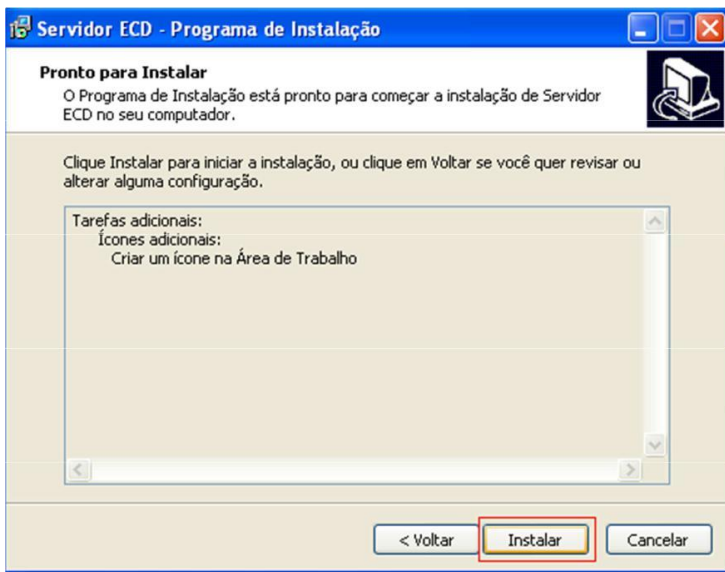 Servidor ECD - Programa de Instalação
Pronto para Instalar
O Programa de Instalação está pronto para começar a instalação de Servidor
ECD no seu computador.
Clique Instalar para iniciar a instalação, ou clique em Voltar se você quer revisar ou
alterar alguma configuração.
Tarefas adicionais:
Ícones adicionais:
Criar um ícone na Área de Trabalho
< Voltar
Instalar
Cancelar